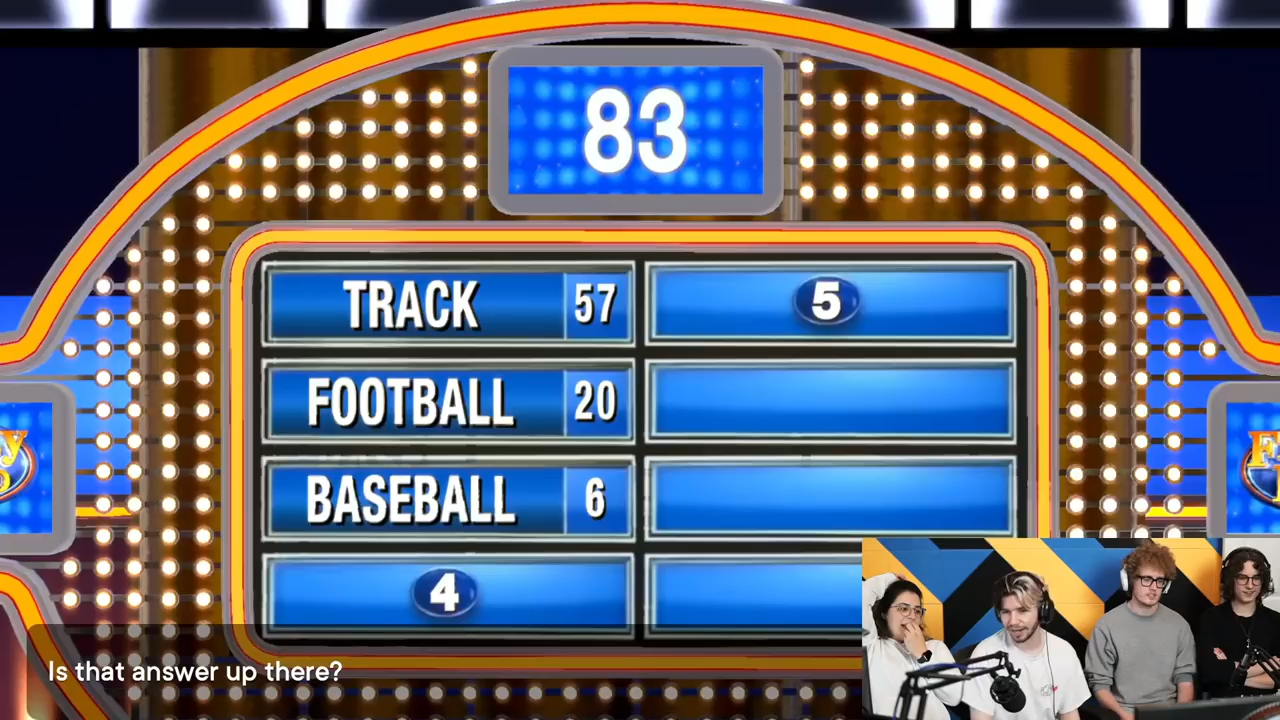 83
TRACK 57
FOOTBALL 20
BASEBALL 6
4
5
Is that answer up there?